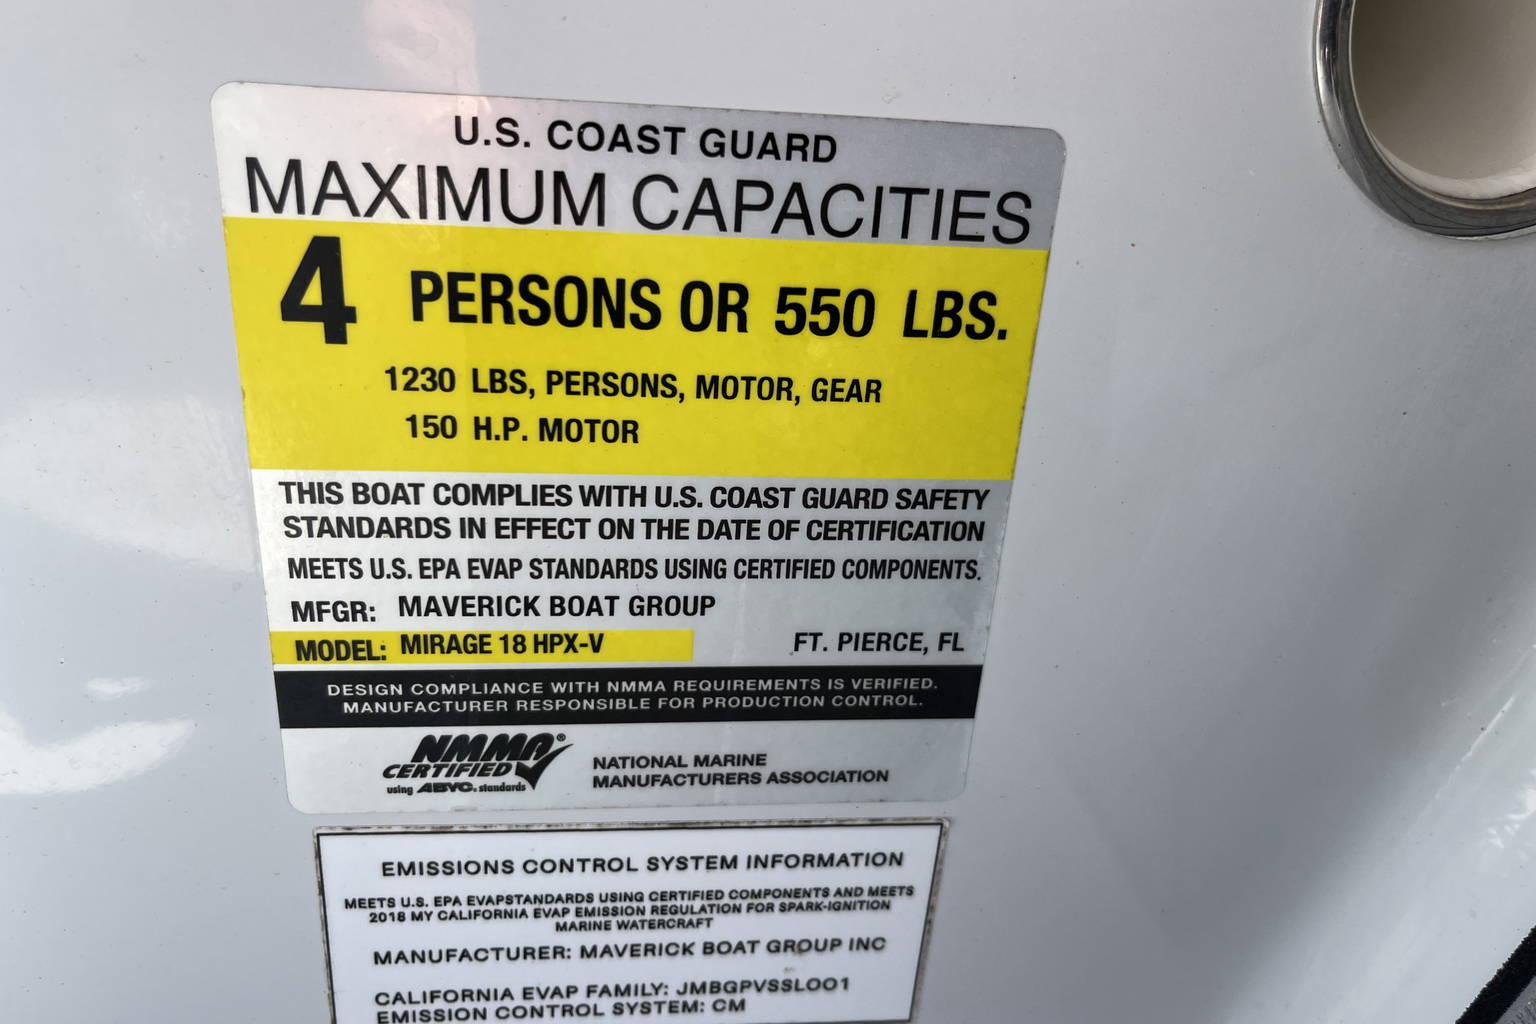 U.S. COAST GUARD
MAXIMUM CAPACITIES
4 PERSONS OR 550 LBS.
1230 LBS, PERSONS, MOTOR, GEAR
150 H.P. MOTOR
THIS BOAT COMPLIES WITH U.S. COAST GUARD SAFETY
STANDARDS IN EFFECT ON THE DATE OF CERTIFICATION
MEETS U.S. EPA EVAP STANDARDS USING CERTIFIED COMPONENTS.
MFGR: MAVERICK BOAT GROUP
MODEL: MIRAGE 18 HPX-V FT. PIERCE, FL
DESIGN COMPLIANCE WITH NMMA REQUIREMENTS IS VERIFIED.
MANUFACTURER RESPONSIBLE FOR PRODUCTION CONTROL.
NMMA®
CERTIFIED
using ABYC. standards
NATIONAL MARINE
MANUFACTURERS ASSOCIATION
EMISSIONS CONTROL SYSTEM INFORMATION
MEETS U.S. EPA EVAPSTANDARDS USING CERTIFIED COMPONENTS AND MEETS
2018 MY CALIFORNIA EVAP EMISSION REGULATION FOR SPARK-IGNITION
MARINE WATERCRAFT
MANUFACTURER: MAVERICK BOAT GROUP INC
CALIFORNIA EVAP FAMILY: JMBGPVSSLOO1
EMISSION CONTROL SYSTEM: CM